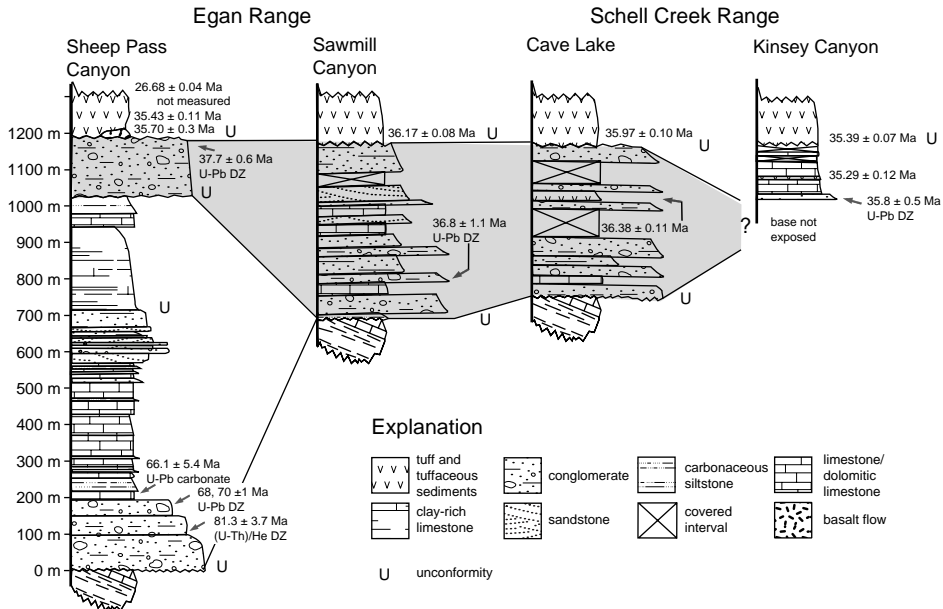 Egan Range
Schell Creek Range
Sheep Pass
Canyon
Sawmill
Canyon
Cave Lake
Kinsey Canyon
26.68 ± 0.04 Ma
not measured
35.43 ± 0.11 Ma
35.70 ± 0.3 Ma
U
37.7 ± 0.6 Ma
U-Pb DZ
U
U
66.1 ± 5.4 Ma
U-Pb carbonate
68, 70 ±1 Ma
U-Pb DZ
81.3 ± 3.7 Ma
(U-Th)/He DZ
U
1200 m
1100 m
1000 m
900 m
800 m
700 m
600 m
500 m
400 m
300 m
200 m
100 m
0 m
36.17 ± 0.08 Ma
U
36.8 ± 1.1 Ma
U-Pb DZ
U
35.97 ± 0.10 Ma
U
36.38 ± 0.11 Ma
U
?
35.39 ± 0.07 Ma
U
35.29 ± 0.12 Ma
35.8 ± 0.5 Ma
U-Pb DZ
base not
exposed
Explanation
tuff and
tuffaceous
sediments
conglomerate
carbonaceous
siltstone
limestone/
dolomitic
limestone
clay-rich
limestone
sandstone
covered
interval
basalt flow
U
unconformity